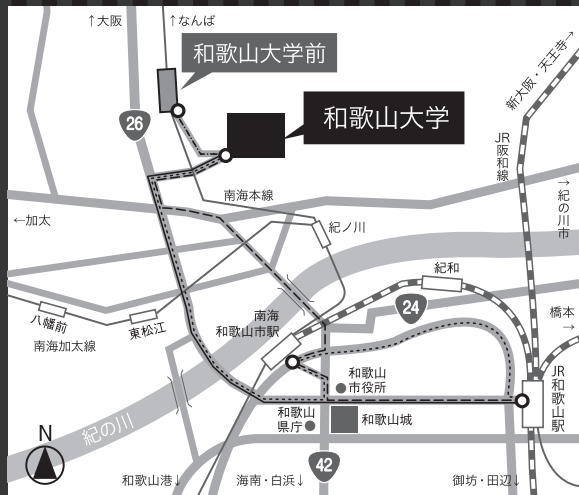 ↑大阪
↑なんば
和歌山大学前
新大阪・天王寺→
26
和歌山大学
JR阪和線
→紀の川市
南海本線
←加太
紀ノ川
紀和
24
橋本
→
八幡前
東松江
南海
和歌山市駅
南海加太線
和歌山
市役所
JR和歌山駅
和歌山
県庁
和歌山城
紀の川
N
42
和歌山港↓
海南・白浜↓
御坊・田辺↓